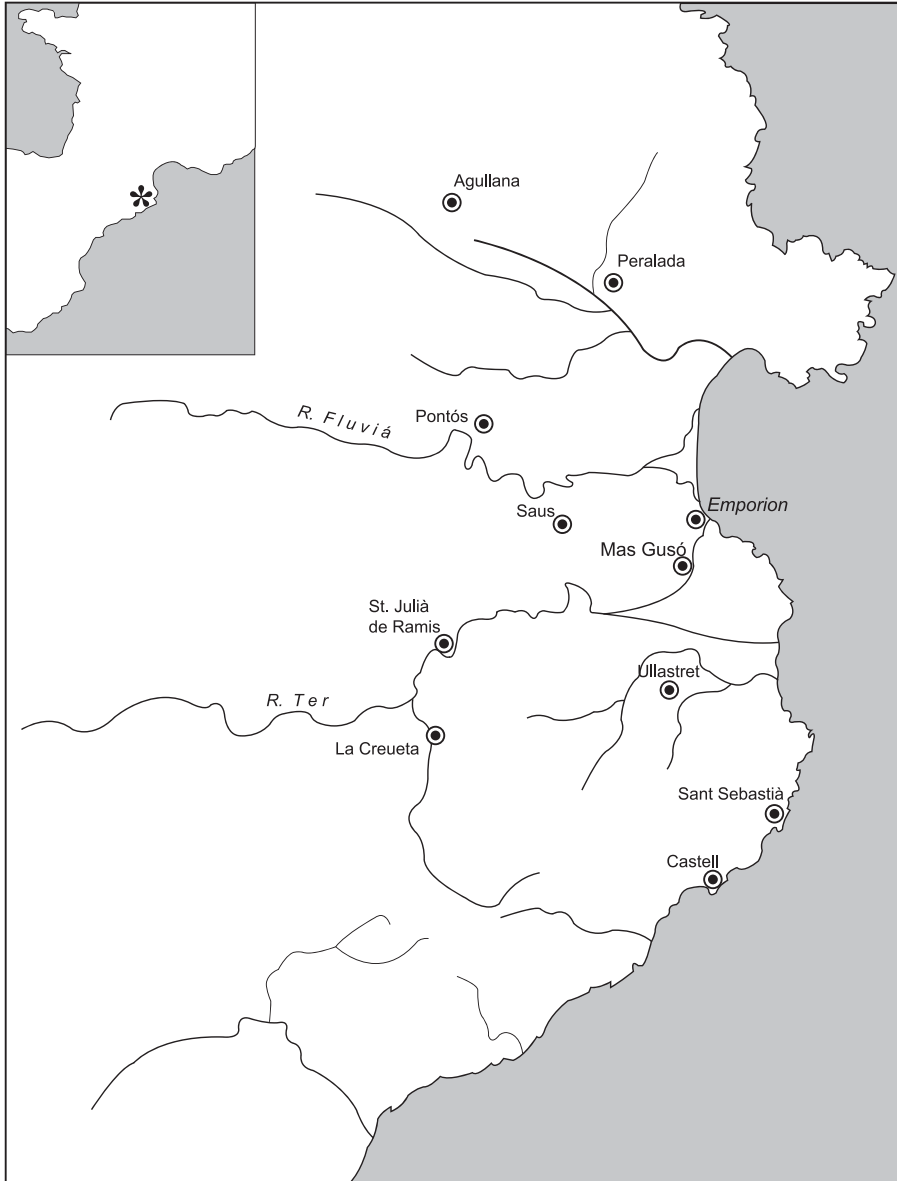 Agullana
Peralada
R. Fluviá
Pontós
Saus
Emporion
Mas Gusó
St. Julià
de Ramis
Ullastret
R. Ter
La Creueta
Sant Sebastià
Castell